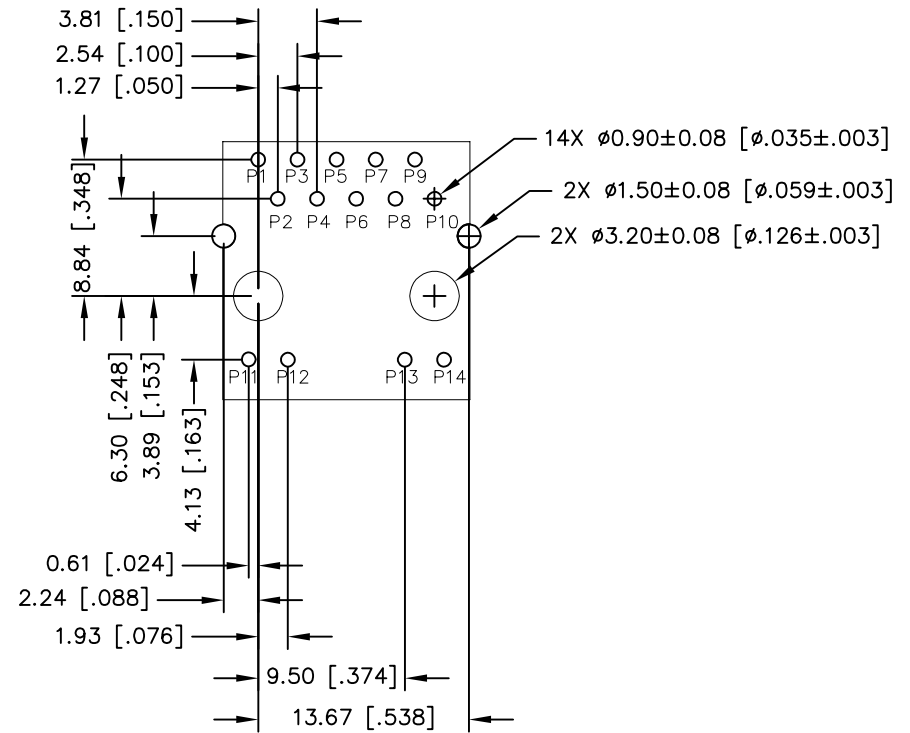 3.81 [.150]
2.54 [.100]
1.27 [.050]
14X ø0.90±0.08 [ø.035±.003]
P1 P3 P5 P7 P9
2X ø1.50±0.08 [ø.059±.003]
P2 P4 P6 P8 P10
2X ø3.20±0.08 [ø.126±.003]
8.84 [.348]
P11 P12 P13 P14
6.30 [.248]
3.89 [.153]
4.13 [.163]
0.61 [.024]
2.24 [.088]
1.93 [.076]
9.50 [.374]
13.67 [.538]